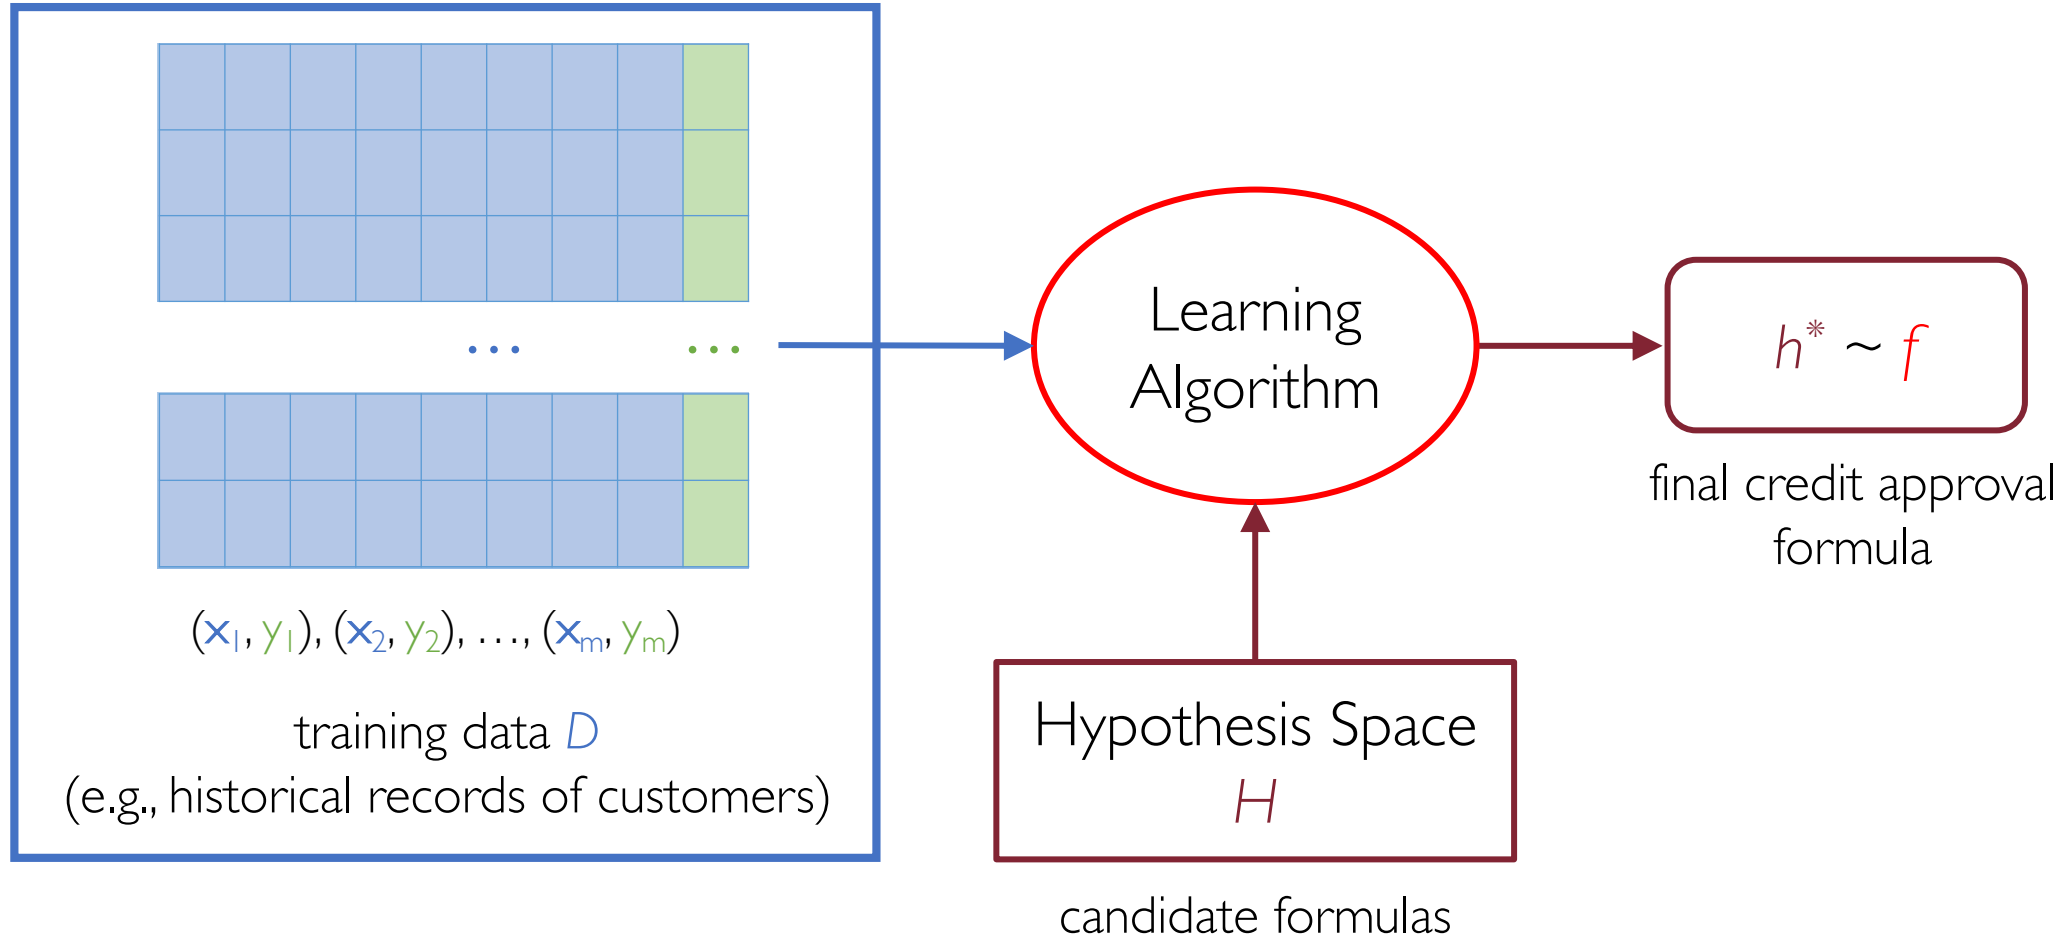 ... ...
(x₁, y₁), (x₂, y₂), ..., (xₘ, yₘ)
training data D
(e.g., historical records of customers)
Learning
Algorithm
Hypothesis Space
H
candidate formulas
h* ~ f
final credit approval
formula